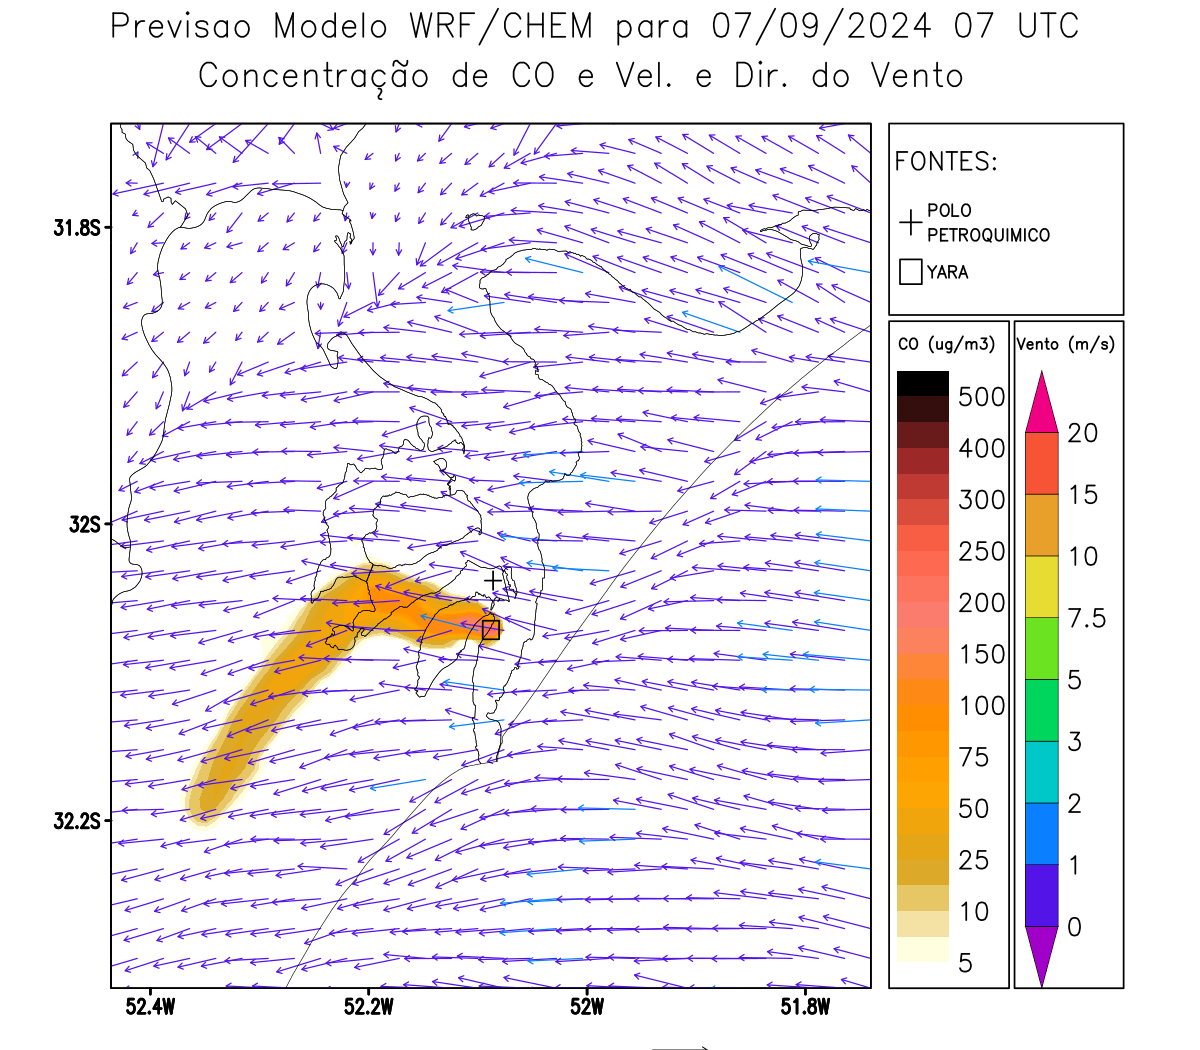 Previsao Modelo WRF/CHEM para 07/09/2024 07 UTC
Concentração de CO e Vel. e Dir. do Vento
FONTES:
POLO
PETROQUIMICO
YARA
CO (ug/m3)
500
400
300
250
200
150
100
75
50
25
10
5
Vento (m/s)
20
15
10
7.5
5
3
2
1
0
31.8S
32S
32.2S
52.4W 52.2W 52W 51.8W